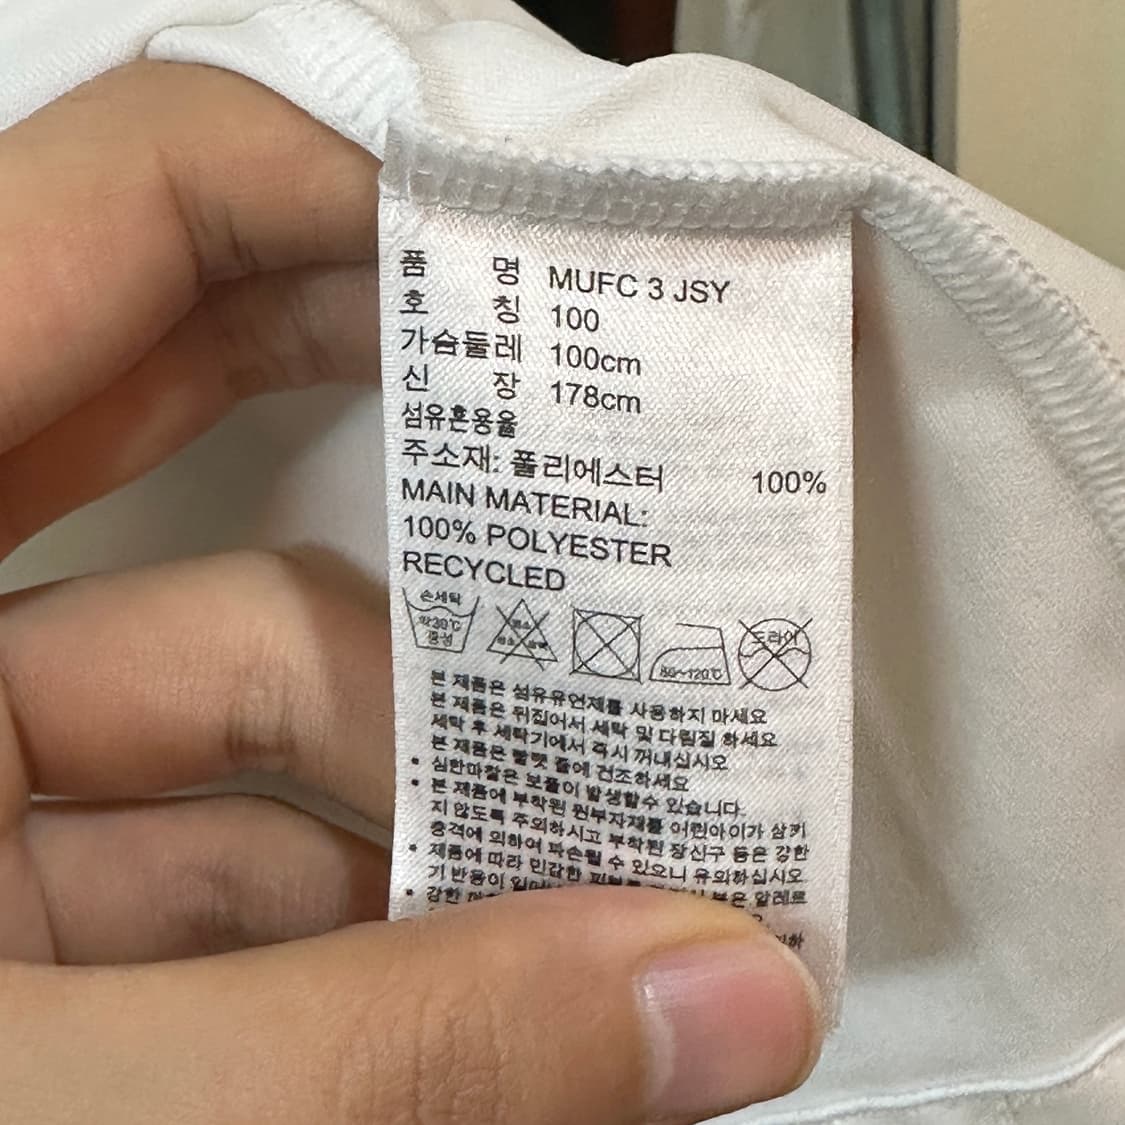 품 명 MUFC 3 JSY
호 칭 100
가슴둘레 100cm
신 장 178cm
섬유혼용율
주소재: 폴리에스터 100%
MAIN MATERIAL:
100% POLYESTER
RECYCLED
손세탁
약30℃
중성
80~120℃
드라이
본 제품은 섬유유연제를 사용하지 마세요
본 제품은 뒤집어서 세탁 및 다림질 하세요
세탁 후 세탁기에서 즉시 꺼내십시오
본 제품은 빨랫 줄에 건조하세요
• 심한마찰은 보풀이 발생할수 있습니다.
• 본 제품에 부착된 원부자재를 어린아이가 삼키
지 않도록 주의하시고 부착된 장신구 등은 강한
충격에 의하여 파손될 수 있으니 유의하십시오
• 제품에 따라 민감한 피부를 알레르
기 반응이
• 강한